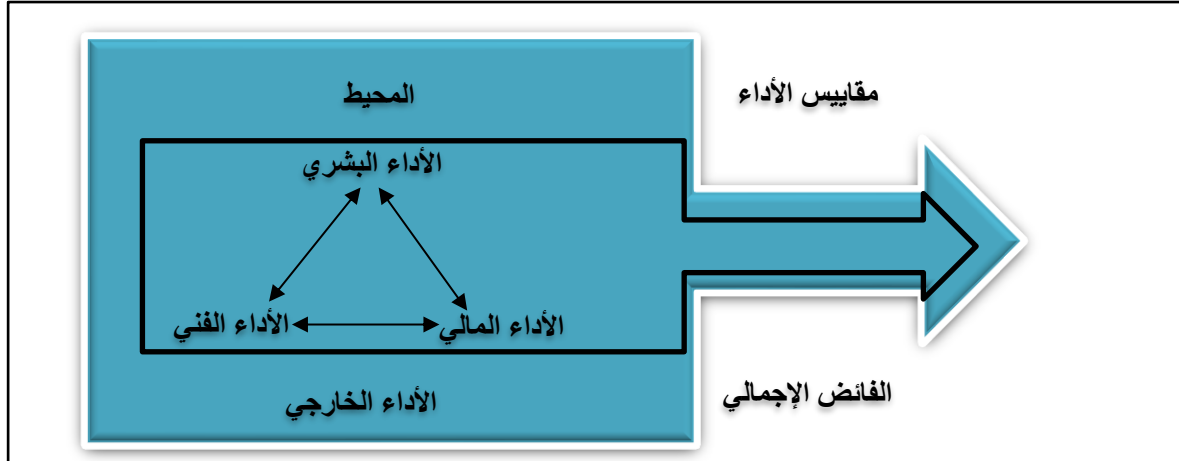 مقاييس الأداء
المحيط
الأداء البشري
الأداء المالي
الأداء الفني
الفائض الإجمالي
الأداء الخارجي